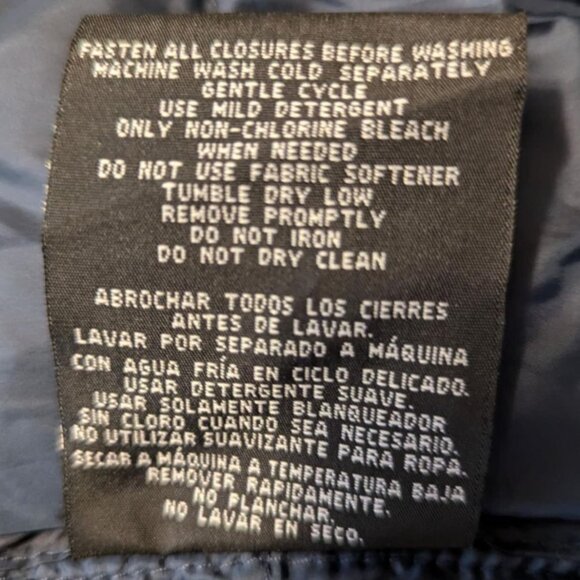 FASTEN ALL CLOSURES BEFORE WASHING
MACHINE WASH COLD SEPARATELY
GENTLE CYCLE
USE MILD DETERGENT
ONLY NON-CHLORINE BLEACH
WHEN NEEDED
DO NOT USE FABRIC SOFTENER
TUMBLE DRY LOW
REMOVE PROMPTLY
DO NOT IRON
DO NOT DRY CLEAN
ABROCHAR TODOS LOS CIERRES
ANTES DE LAVAR.
LAVAR POR SEPARADO A MÁQUINA
CON AGUA FRÍA EN CICLO DELICADO.
USAR DETERGENTE SUAVE.
USAR SOLAMENTE BLANQUEADOR
SIN CLORO CUANDO SEA NECESARIO.
NO UTILIZAR SUAVIZANTE PARA ROPA.
SECAR A MÁQUINA A TEMPERATURA BAJA
REMOVER RAPIDAMENTE.
NO PLANCHAR.
NO LAVAR EN SECO.